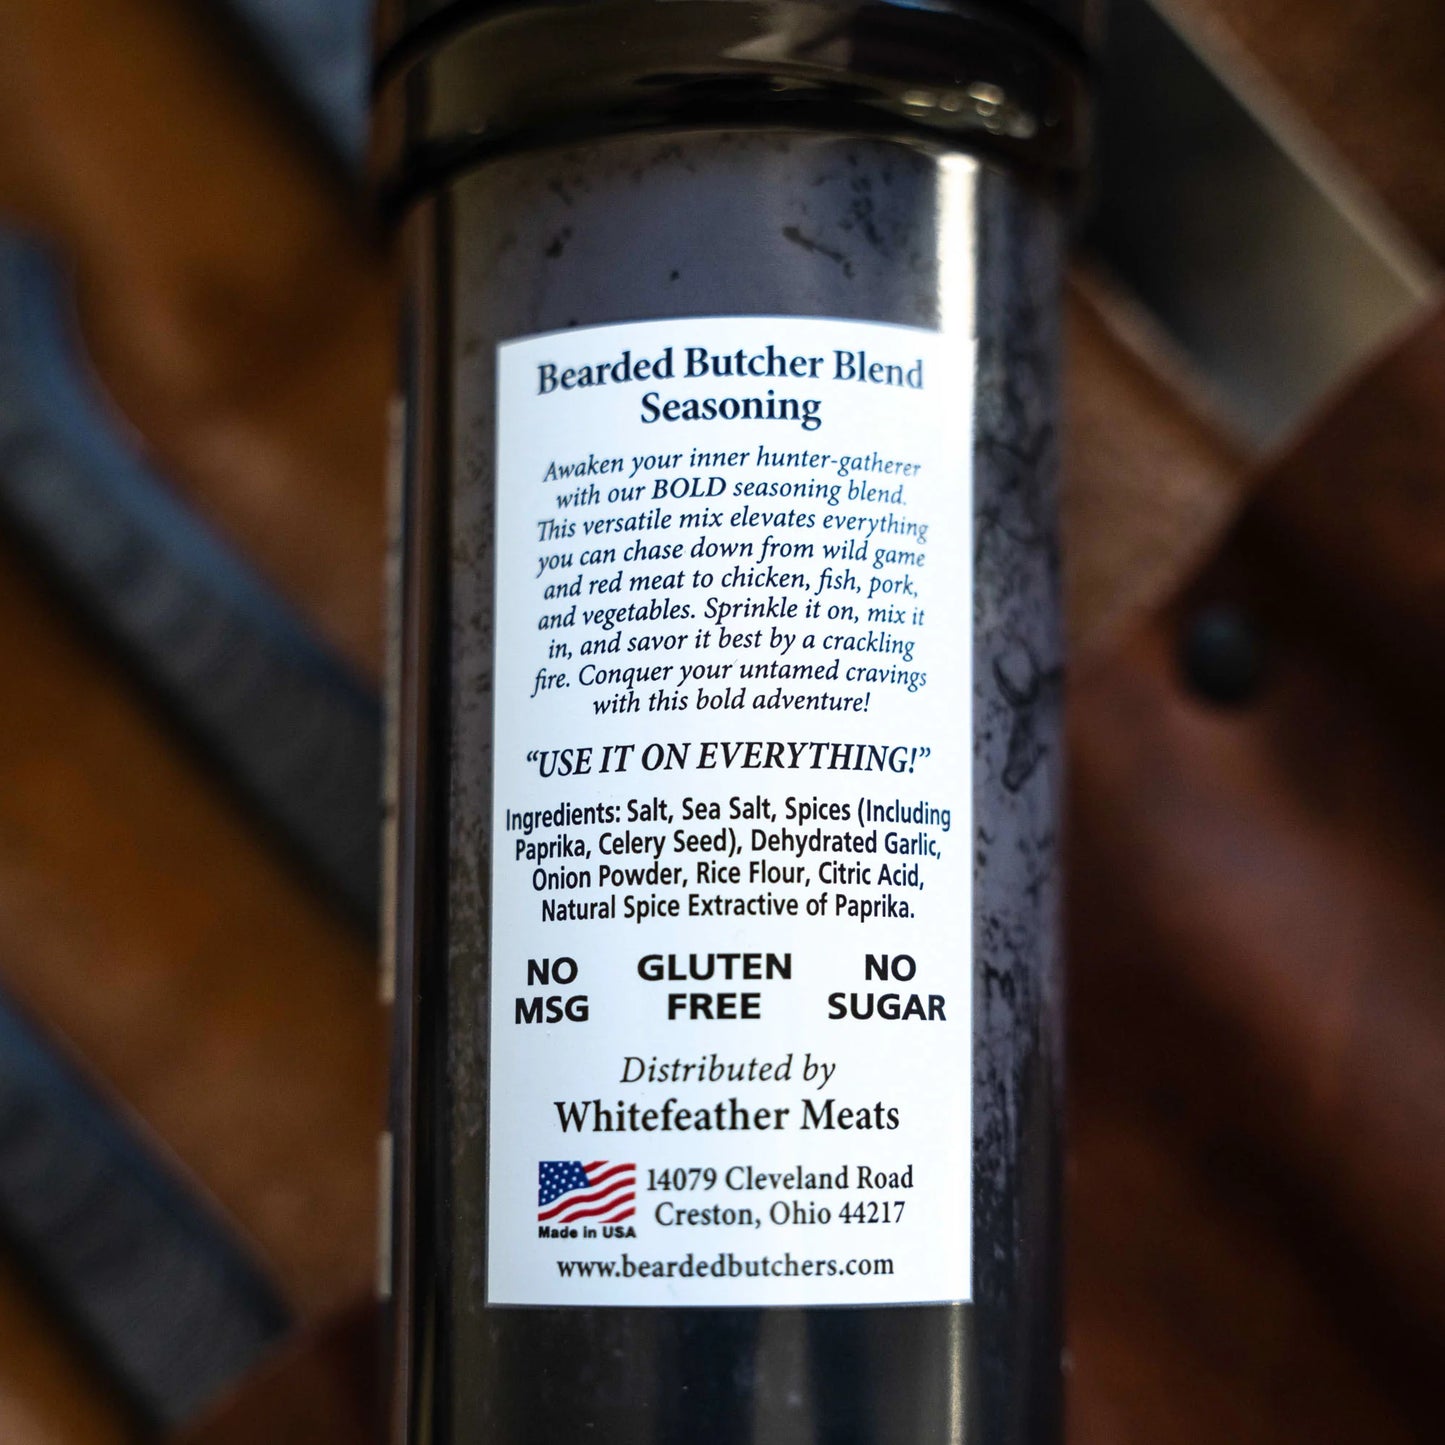 Bearded Butcher Blend
Seasoning
Awaken your inner hunter-gatherer
with our BOLD seasoning blend.
This versatile mix elevates everything
you can chase down from wild game
and red meat to chicken, fish, pork,
and vegetables. Sprinkle it on, mix it
in, and savor it best by a crackling
fire. Conquer your untamed cravings
with this bold adventure!
“USE IT ON EVERYTHING!”
Ingredients: Salt, Sea Salt, Spices (Including
Paprika, Celery Seed), Dehydrated Garlic,
Onion Powder, Rice Flour, Citric Acid,
Natural Spice Extractive of Paprika.
NO MSG
GLUTEN FREE
NO SUGAR
Distributed by
Whitefeather Meats
Made in USA
14079 Cleveland Road
Creston, Ohio 44217
www.beardedbutchers.com